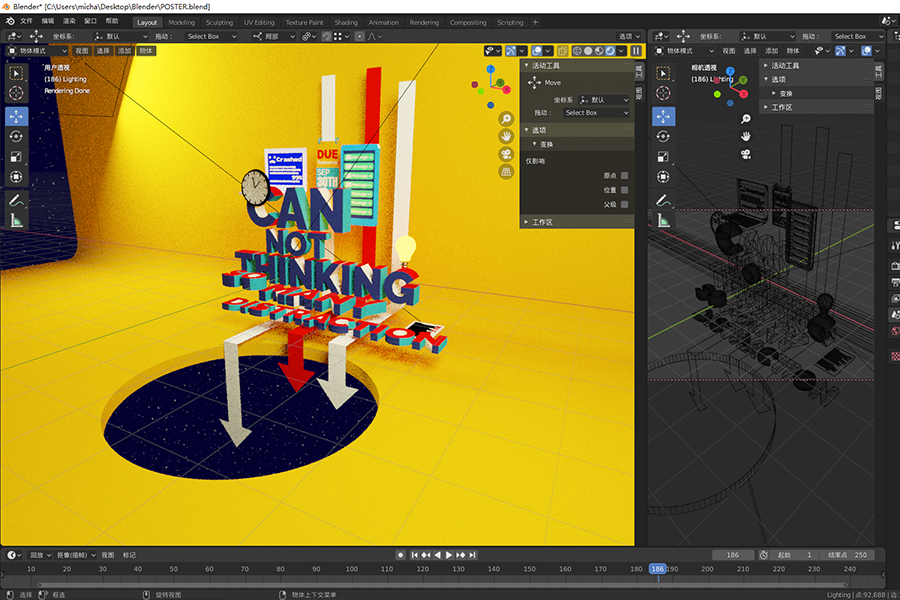 Blender* [C:\Users\micha\Desktop\Blender\POSTER.blend]
文件 编辑 渲染 窗口 帮助 Layout Modeling Sculpting UV Editing Texture Paint Shading Animation Rendering Compositing Scripting +
坐标系: 默认 拖动: Select Box 局部 选项
坐标系: 默认 拖动: Select Box
物体模式 视图 选择 添加 物体
物体模式 视图 选择 添加 物体
用户透视
(186) Lighting
Rendering Done
活动工具
Move
坐标系 默认
拖动: Select Box
选项
变换
仅影响
原点
位置
父级
工作区
相机透视
(186) Lighting
活动工具
选项
变换
工作区
Crashed
DUE
SEP
30TH
CAN
NOT
THINKING
SO MANY
DISTRACTION
回放 抠像(插帧) 视图 标记 186 起始 1 结束点 250
10 20 30 40 50 60 70 80 90 100 110 120 130 140 150 160 170 180 186 190 200 210 220 230 240
选择 框选 旋转视图 物体上下文菜单 Lighting | 点:92,688 | 边: